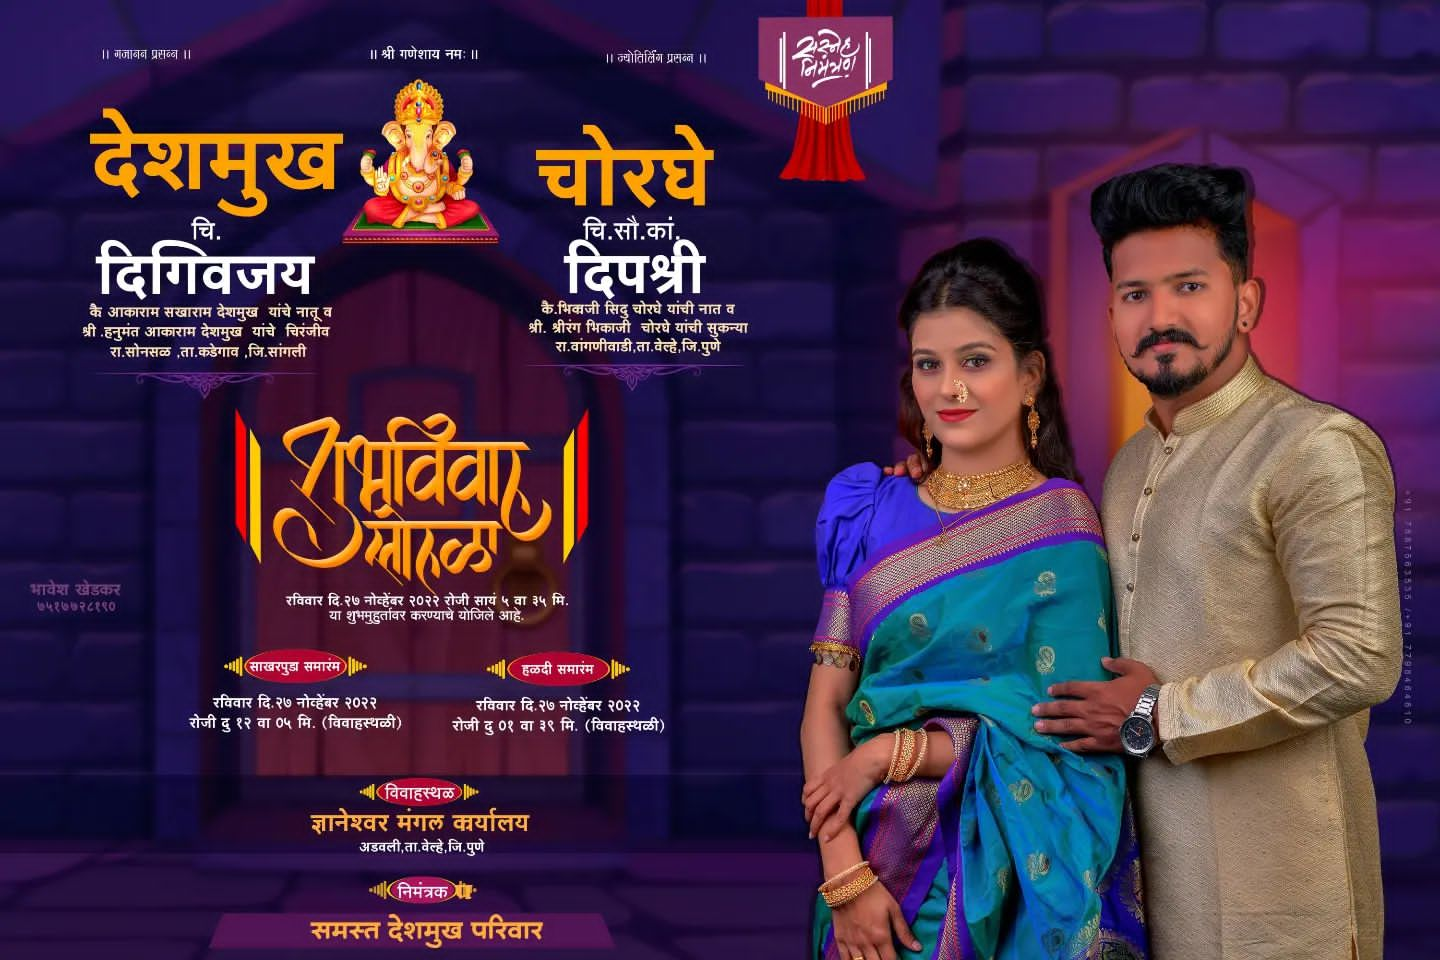 ।। गजानन प्रसन्न ।।
।। श्री गणेशाय नमः ।।
।। ज्योतिर्लिंग प्रसन्न ।।
सस्नेह
निमंत्रण
देशमुख
चि.
दिग्विजय
कै आकाराम सखाराम देशमुख यांचे नातू व
श्री .हनुमंत आकाराम देशमुख यांचे चिरंजीव
रा.सोनसळ ,ता.कडेगाव ,जि.सांगली
चोरघे
चि.सौ.कां.
दिपश्री
कै.भिकाजी सिदु चोरघे यांची नात व
श्री. श्रीरंग भिकाजी चोरघे यांची सुकन्या
रा.वांगणीवाडी,ता.वेल्हे,जि.पुणे
शुभविवाह
सोहळा
रविवार दि.२७ नोव्हेंबर २०२२ रोजी सायं ५ वा ३५ मि.
या शुभमुहुर्तावर करण्याचे योजिले आहे.
भावेश खेडकर
७५१७७२८१९०
साखरपुडा समारंभ
रविवार दि.२७ नोव्हेंबर २०२२
रोजी दु १२ वा ०५ मि. (विवाहस्थळी)
हळदी समारंभ
रविवार दि.२७ नोव्हेंबर २०२२
रोजी दु ०१ वा ३९ मि. (विवाहस्थळी)
विवाहस्थळ
ज्ञानेश्वर मंगल कार्यालय
अडवली,ता.वेल्हे,जि.पुणे
निमंत्रक
समस्त देशमुख परिवार